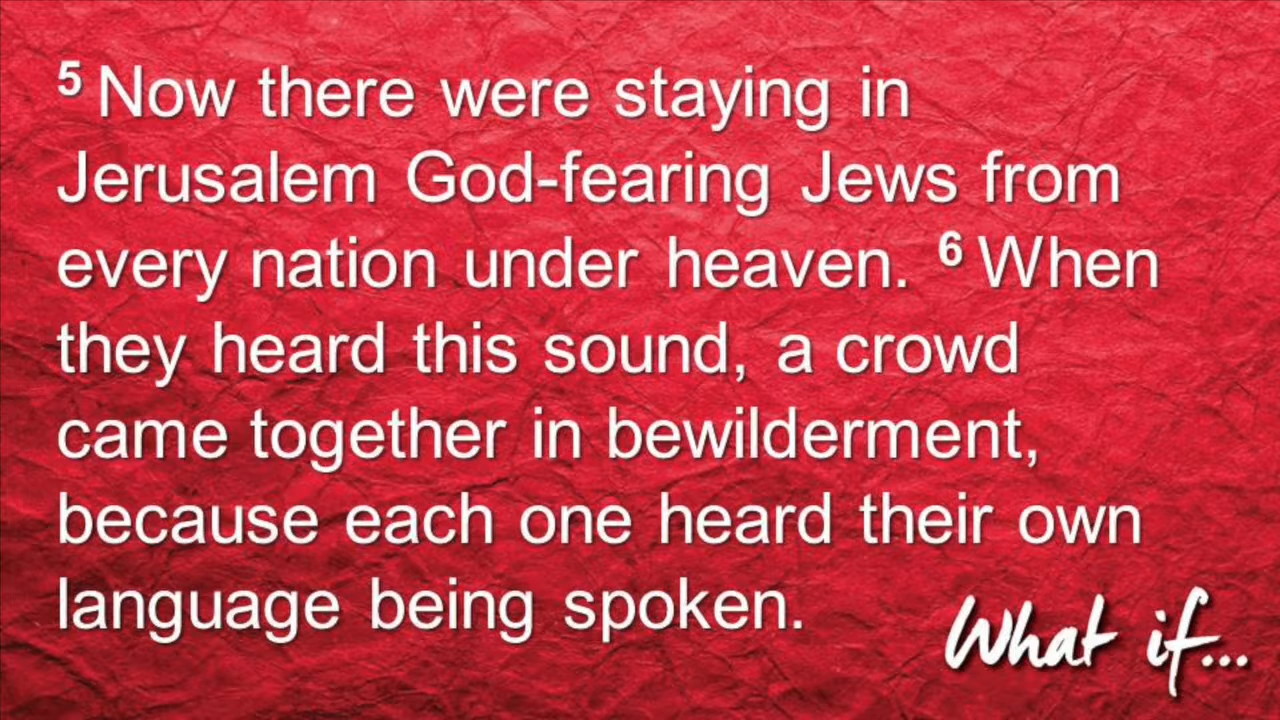 5 Now there were staying in
Jerusalem God-fearing Jews from
every nation under heaven. 6 When
they heard this sound, a crowd
came together in bewilderment,
because each one heard their own
language being spoken.
What if...